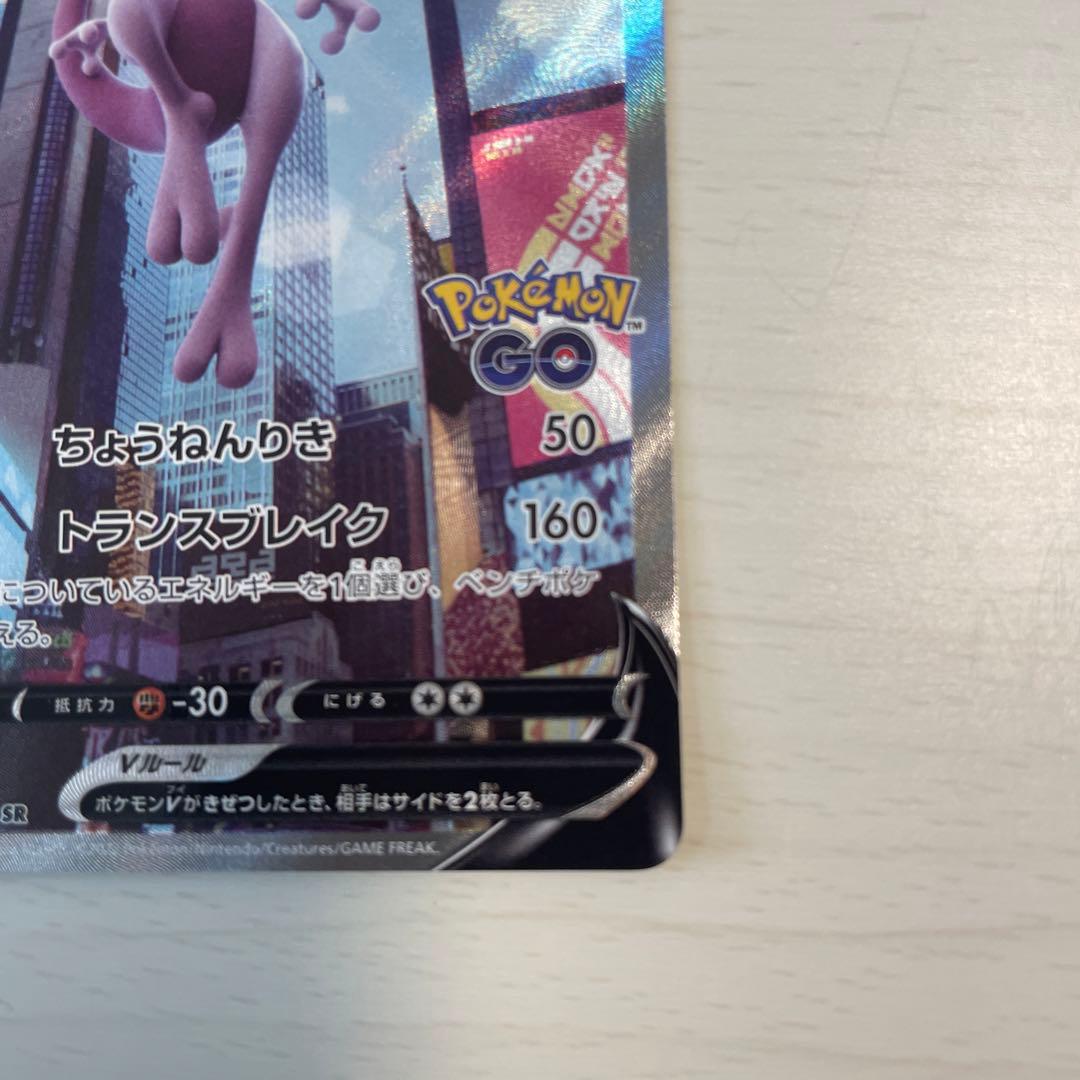 Pokémon™
GO
ちょうねんりき 50
トランスブレイク 160
についているエネルギーを1個選び、ベンチポケ
える。
抵抗力 -30 にげる
Vルール
ポケモンVがきぜつしたとき、相手はサイドを2枚とる。
SR
©2022 Pokémon/Nintendo/Creatures/GAME FREAK.